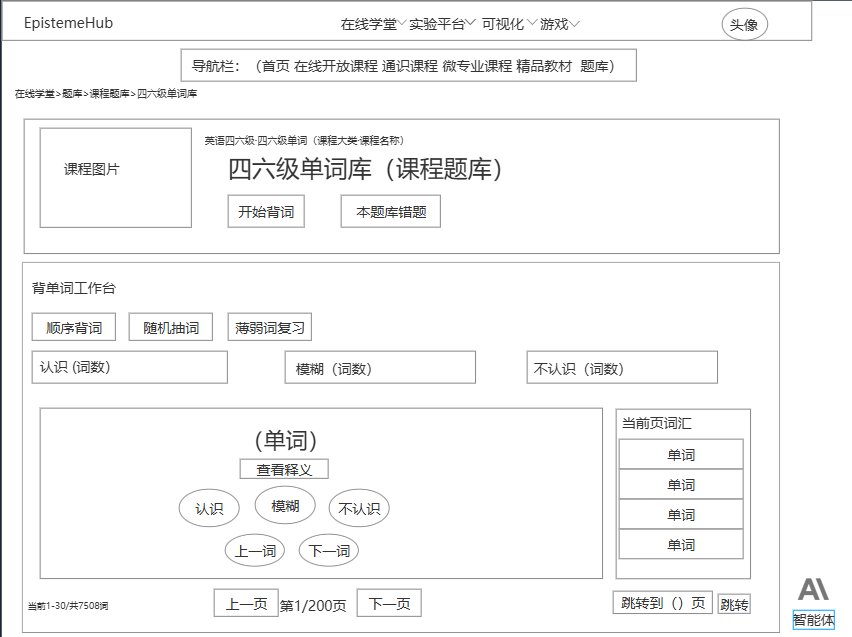 EpistemeHub 在线学堂 实验平台 可视化 游戏 头像
导航栏：（首页 在线开放课程 通识课程 微专业课程 精品教材 题库）
在线学堂>题库>课程题库>四六级单词库
课程图片
英语四六级·四六级单词（课程大类·课程名称）
四六级单词库（课程题库）
开始背词 本题库错题
背单词工作台
顺序背词 随机抽词 薄弱词复习
认识 (词数) 模糊（词数） 不认识（词数）
（单词）
查看释义
认识 模糊 不认识
上一词 下一词
当前页词汇
单词
单词
单词
单词
当前1-30/共7508词 上一页 第1/200页 下一页 跳转到（）页 跳转
智能体